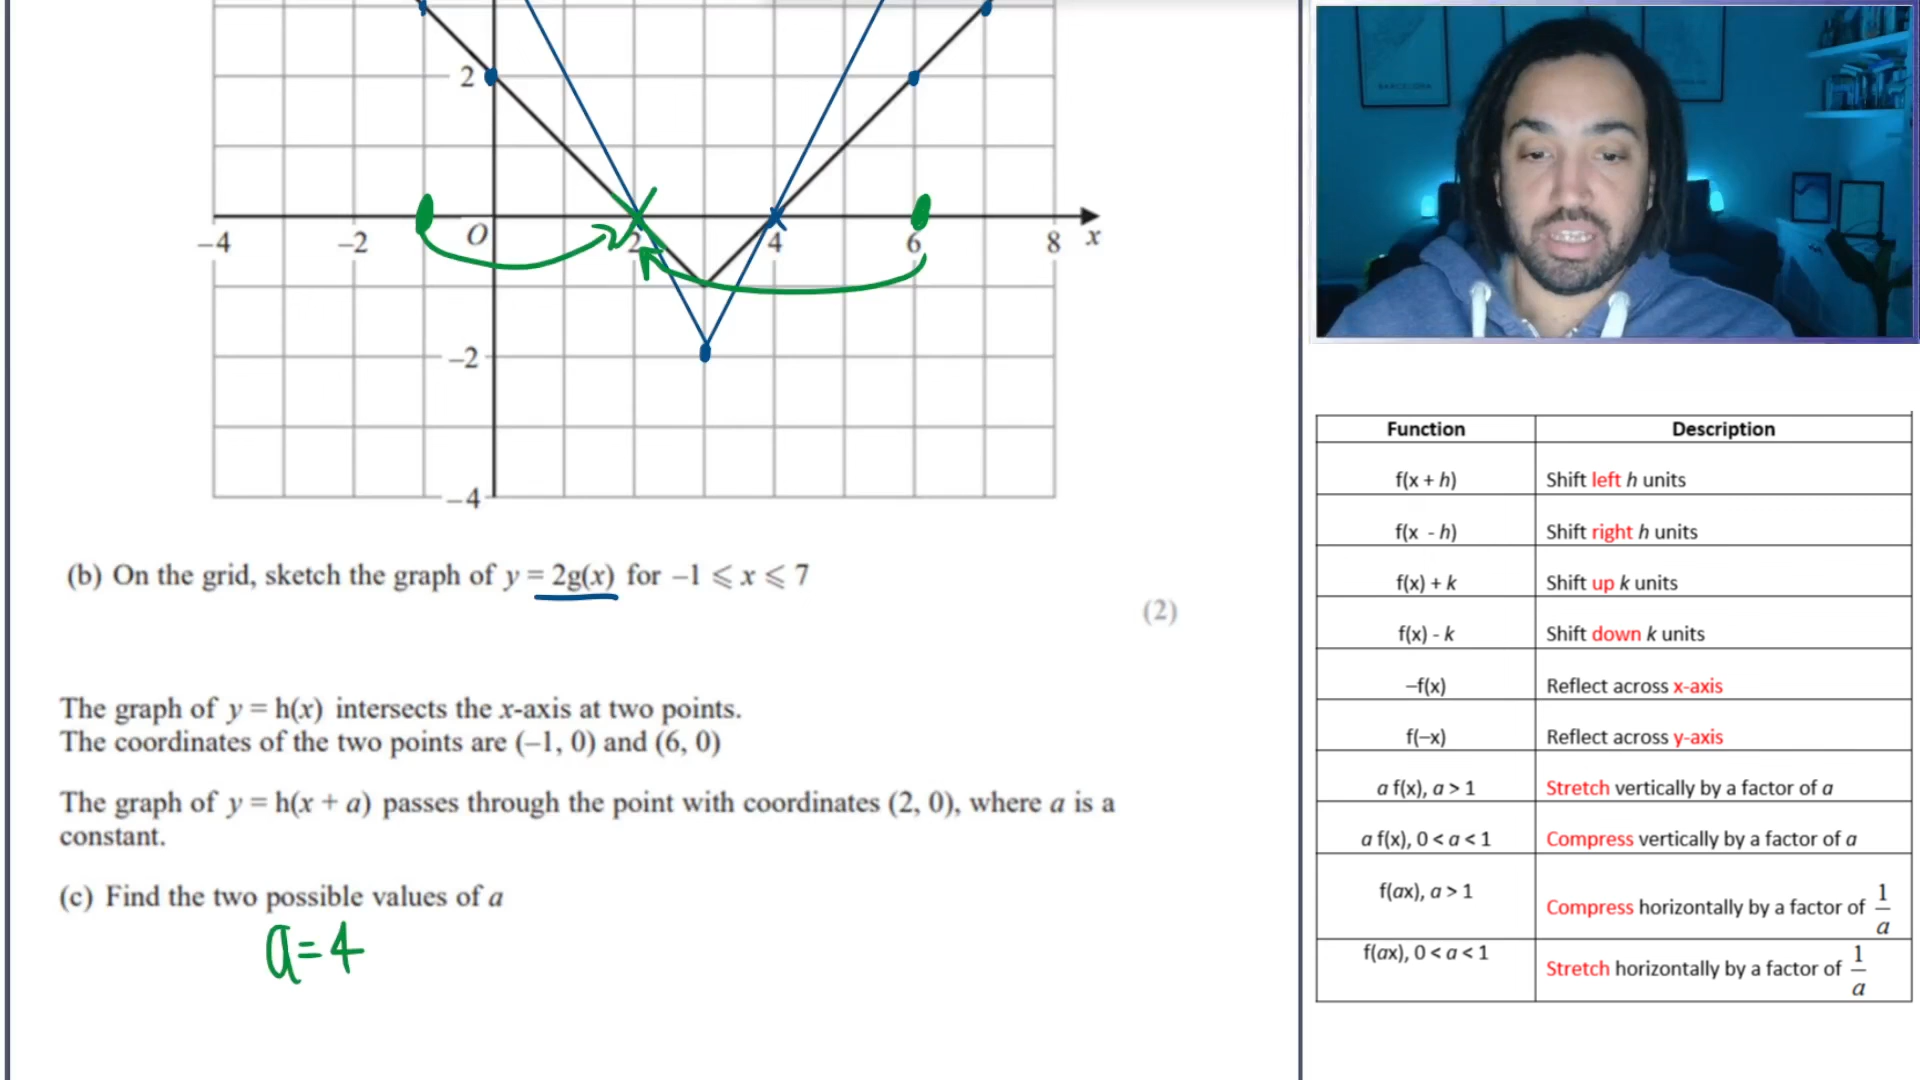 2
-4
-2
O
2
4
6
8
x
-2
-4
(b) On the grid, sketch the graph of y = 2g(x) for -1 ⩽ x ⩽ 7
(2)
The graph of y = h(x) intersects the x-axis at two points.
The coordinates of the two points are (-1, 0) and (6, 0)
The graph of y = h(x + a) passes through the point with coordinates (2, 0), where a is a
constant.
(c) Find the two possible values of a
a=4
BARCELONA
Function Description
f(x + h) Shift left h units
f(x - h) Shift right h units
f(x) + k Shift up k units
f(x) - k Shift down k units
–f(x) Reflect across x-axis
f(–x) Reflect across y-axis
a f(x), a > 1 Stretch vertically by a factor of a
a f(x), 0 < a < 1 Compress vertically by a factor of a
f(ax), a > 1 Compress horizontally by a factor of 1/a
f(ax), 0 < a < 1 Stretch horizontally by a factor of 1/a